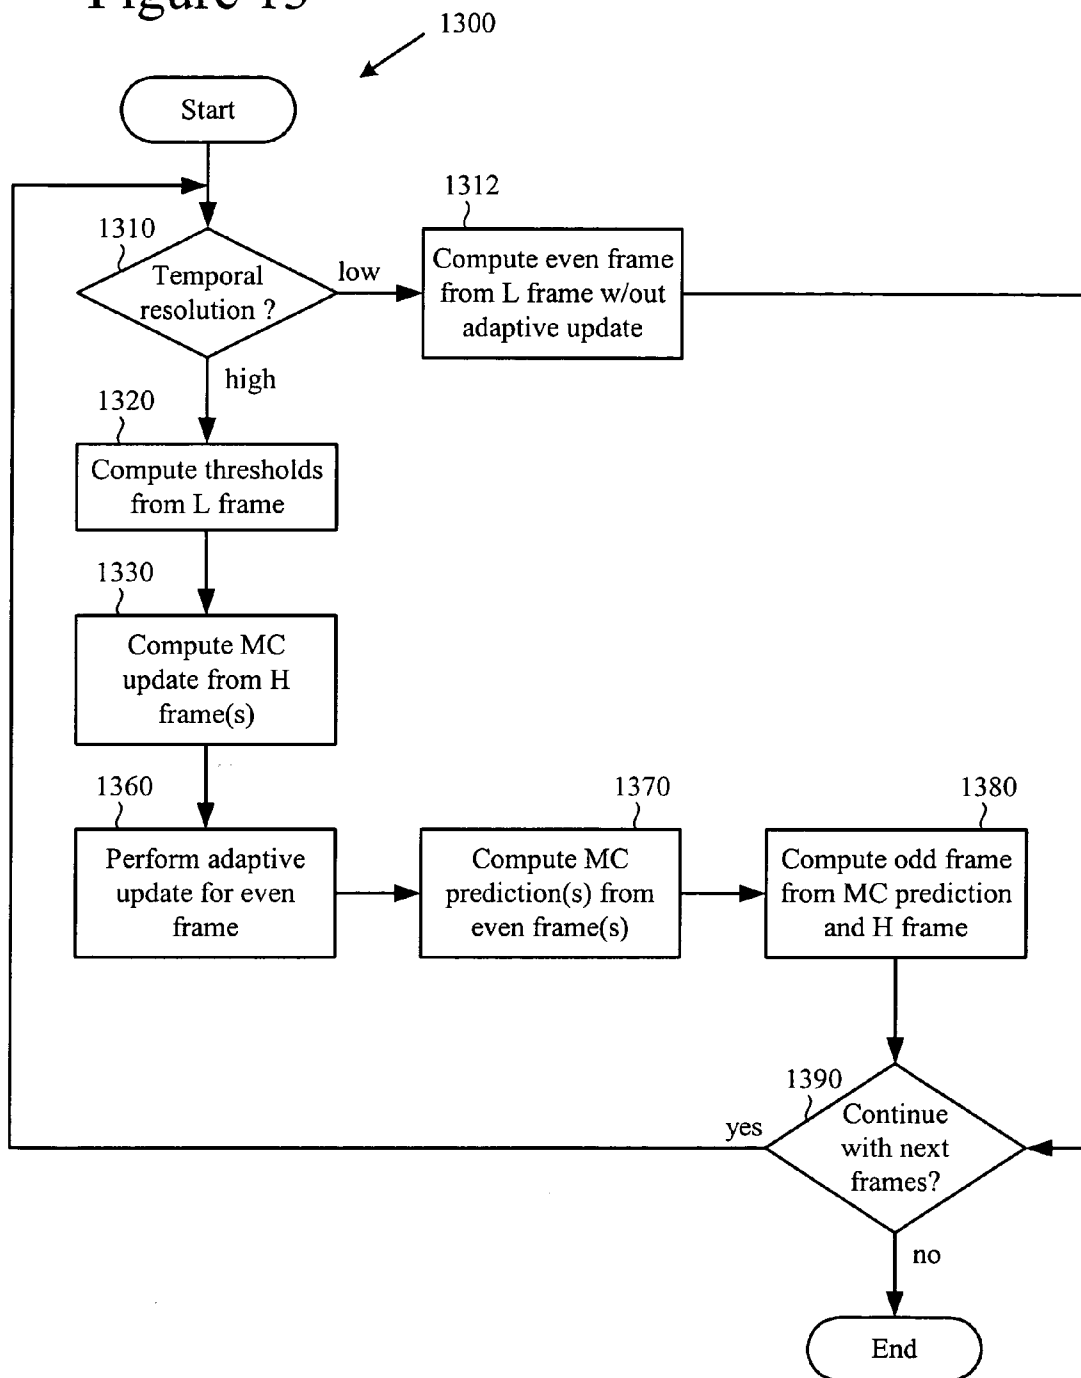 Figure 13
1300
Start
1310
Temporal
resolution ?
low
1312
Compute even frame
from L frame w/out
adaptive update
high
1320
Compute thresholds
from L frame
1330
Compute MC
update from H
frame(s)
1360
Perform adaptive
update for even
frame
1370
Compute MC
prediction(s) from
even frame(s)
1380
Compute odd frame
from MC prediction
and H frame
1390
Continue
with next
frames?
yes
no
End